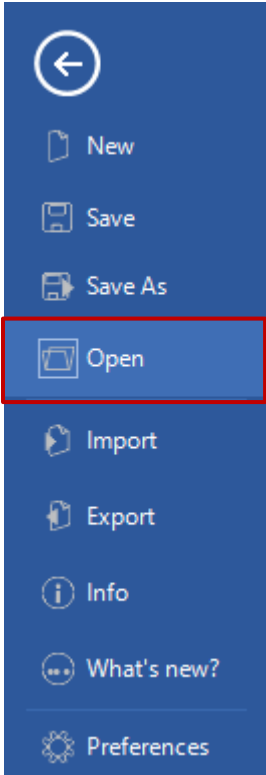 New
Save
Save As
Open
Import
Export
Info
What's new?
Preferences